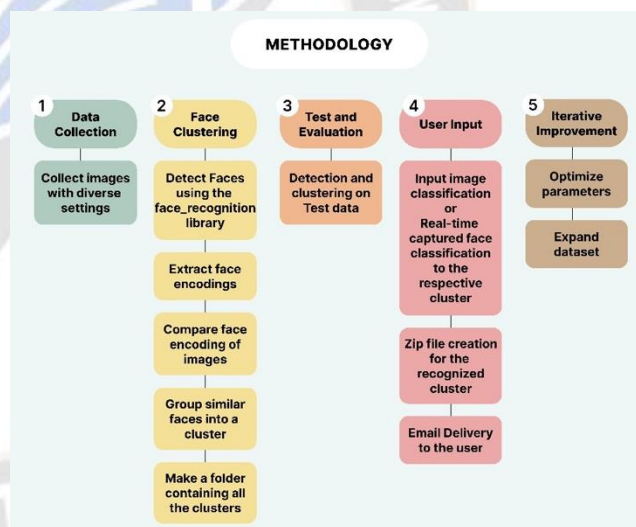 METHODOLOGY
1
Data
Collection
Collect images
with diverse
settings
2
Face
Clustering
Detect Faces
using the
face_recognition
library
Extract face
encodings
Compare face
encoding of
images
Group similar
faces into a
cluster
Make a folder
containing all
the clusters
3
Test and
Evaluation
Detection and
clustering on
Test data
4
User Input
Input image
classification
or
Real-time
captured face
classification
to the
respective
cluster
Zip file creation
for the
recognized
cluster
Email Delivery
to the user
5
Iterative
Improvement
Optimize
parameters
Expand
dataset